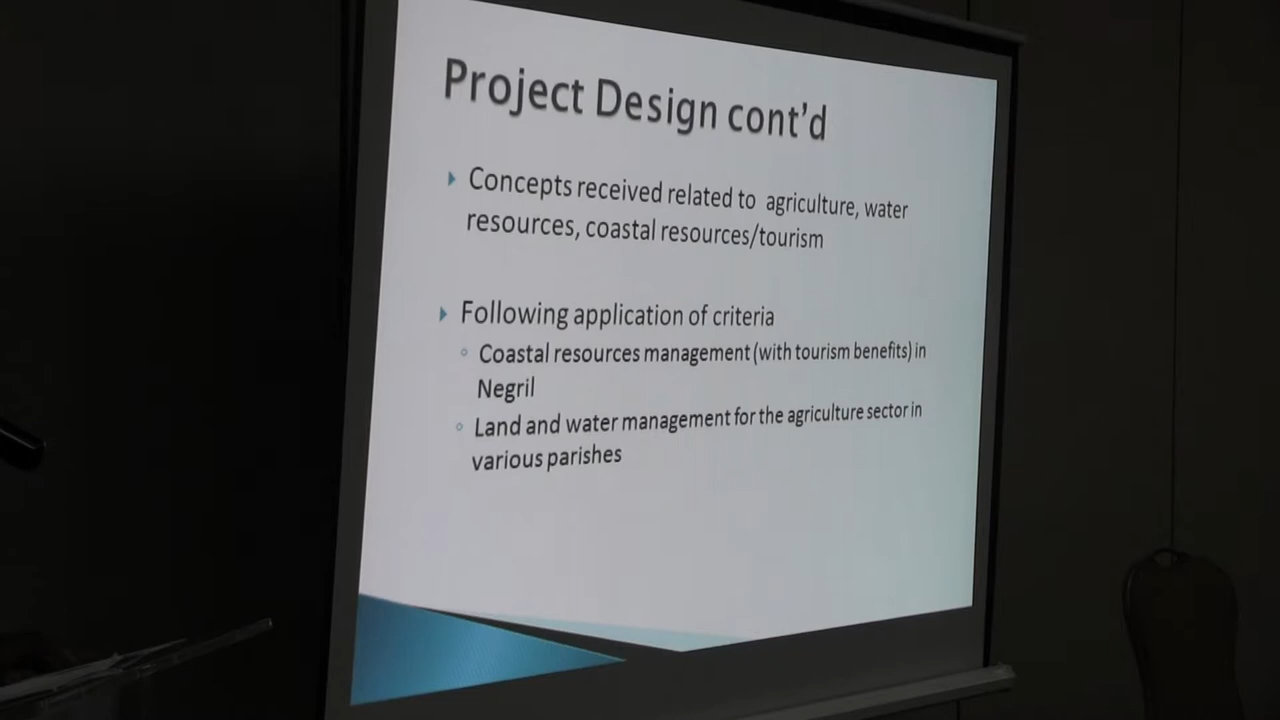 Project Design cont'd
Concepts received related to agriculture, water
resources, coastal resources/tourism
Following application of criteria
Coastal resources management (with tourism benefits) in
Negril
Land and water management for the agriculture sector in
various parishes